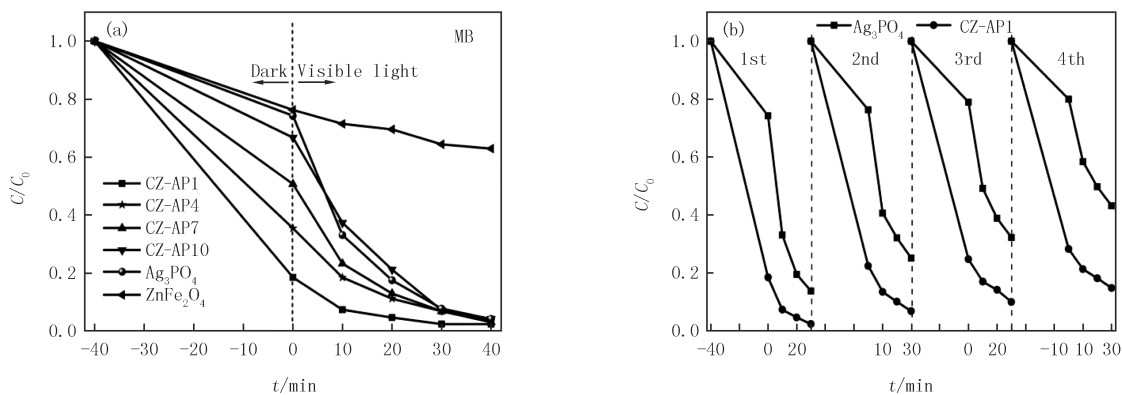 (a)
MB
Dark
Visible light
1.0
0.8
0.6
0.4
0.2
0.0
C/C₀
CZ-AP1
CZ-AP4
CZ-AP7
CZ-AP10
Ag₃PO₄
ZnFe₂O₄
-40 -30 -20 -10 0 10 20 30 40
t/min
(b)
Ag₃PO₄ CZ-AP1
1st 2nd 3rd 4th
1.0
0.8
0.6
0.4
0.2
0.0
C/C₀
-40 0 20 10 30 0 20 -10 10 30
t/min